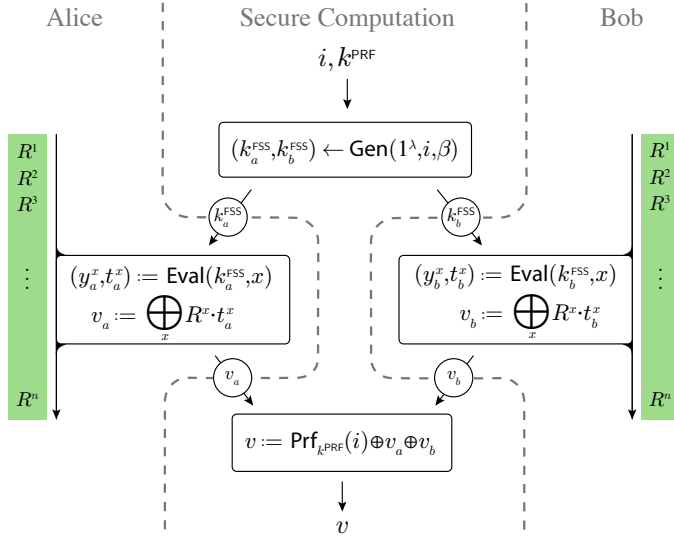 Alice Secure Computation Bob
i, k^PRF
(k_a^FSS, k_b^FSS) ← Gen(1^λ, i, β)
R^1 R^1
R^2 R^2
R^3 R^3
k_a^FSS k_b^FSS
⋮ ⋮
(y_a^x, t_a^x) := Eval(k_a^FSS, x) (y_b^x, t_b^x) := Eval(k_b^FSS, x)
v_a := ⊕_x R^x · t_a^x v_b := ⊕_x R^x · t_b^x
v_a v_b
R^n R^n
v := Prf_{k^PRF}(i) ⊕ v_a ⊕ v_b
v